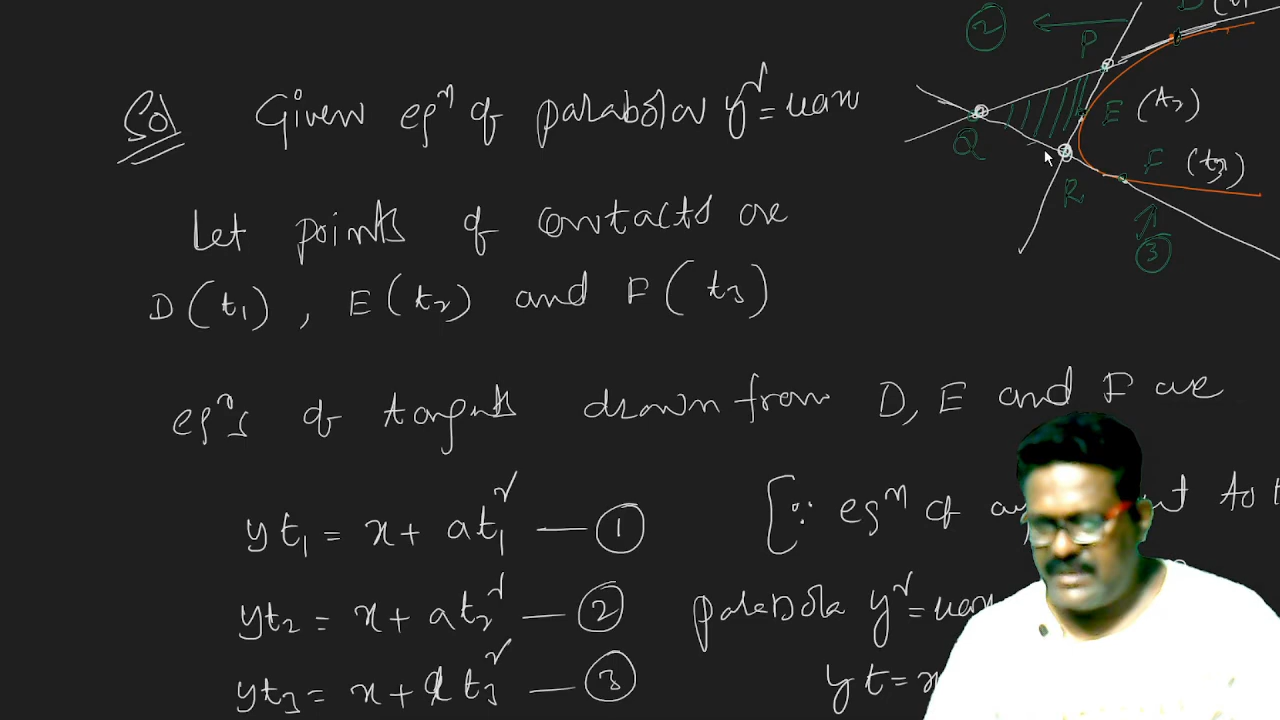 Sol Given eqⁿ of parabola y²=4ax
Let points of contacts are
D(t₁), E(t₂) and F(t₃)
eqⁿs of tangents drawn from D, E and F are
yt₁ = x + at₁² — ①
yt₂ = x + at₂² — ②
yt₃ = x + at₃² — ③
[∵ eqⁿ of to
parabola y²=4ax
yt = x
② P D
Q E (t₂)
R F (t₃)
③